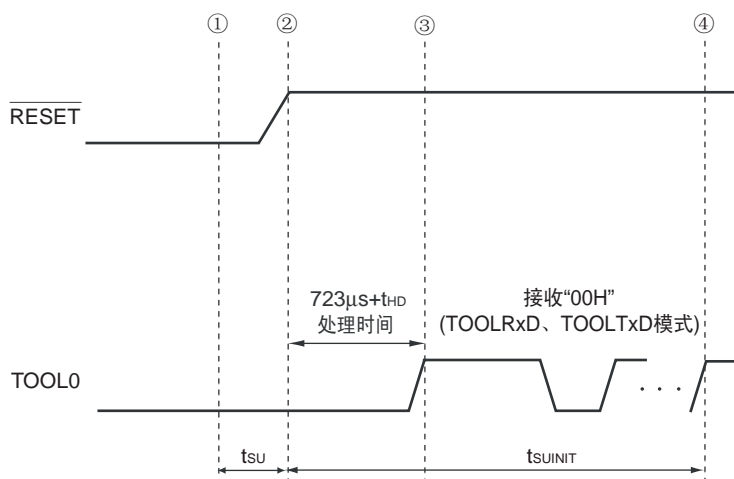 ① ② ③ ④
RESET
723μs+tHD
处理时间
接收“00H”
(TOOLRxD、TOOLTxD模式)
TOOL0
. . .
tSU
tSUINIT